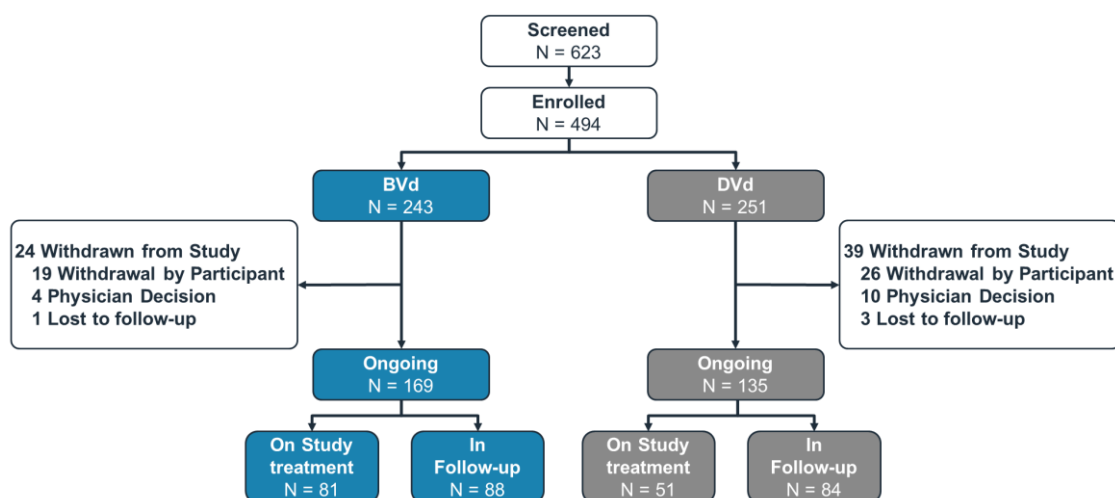 Screened
N = 623
Enrolled
N = 494
BVd
N = 243
DVd
N = 251
24 Withdrawn from Study
19 Withdrawal by Participant
4 Physician Decision
1 Lost to follow-up
39 Withdrawn from Study
26 Withdrawal by Participant
10 Physician Decision
3 Lost to follow-up
Ongoing
N = 169
Ongoing
N = 135
On Study
treatment
N = 81
In
Follow-up
N = 88
On Study
treatment
N = 51
In
Follow-up
N = 84